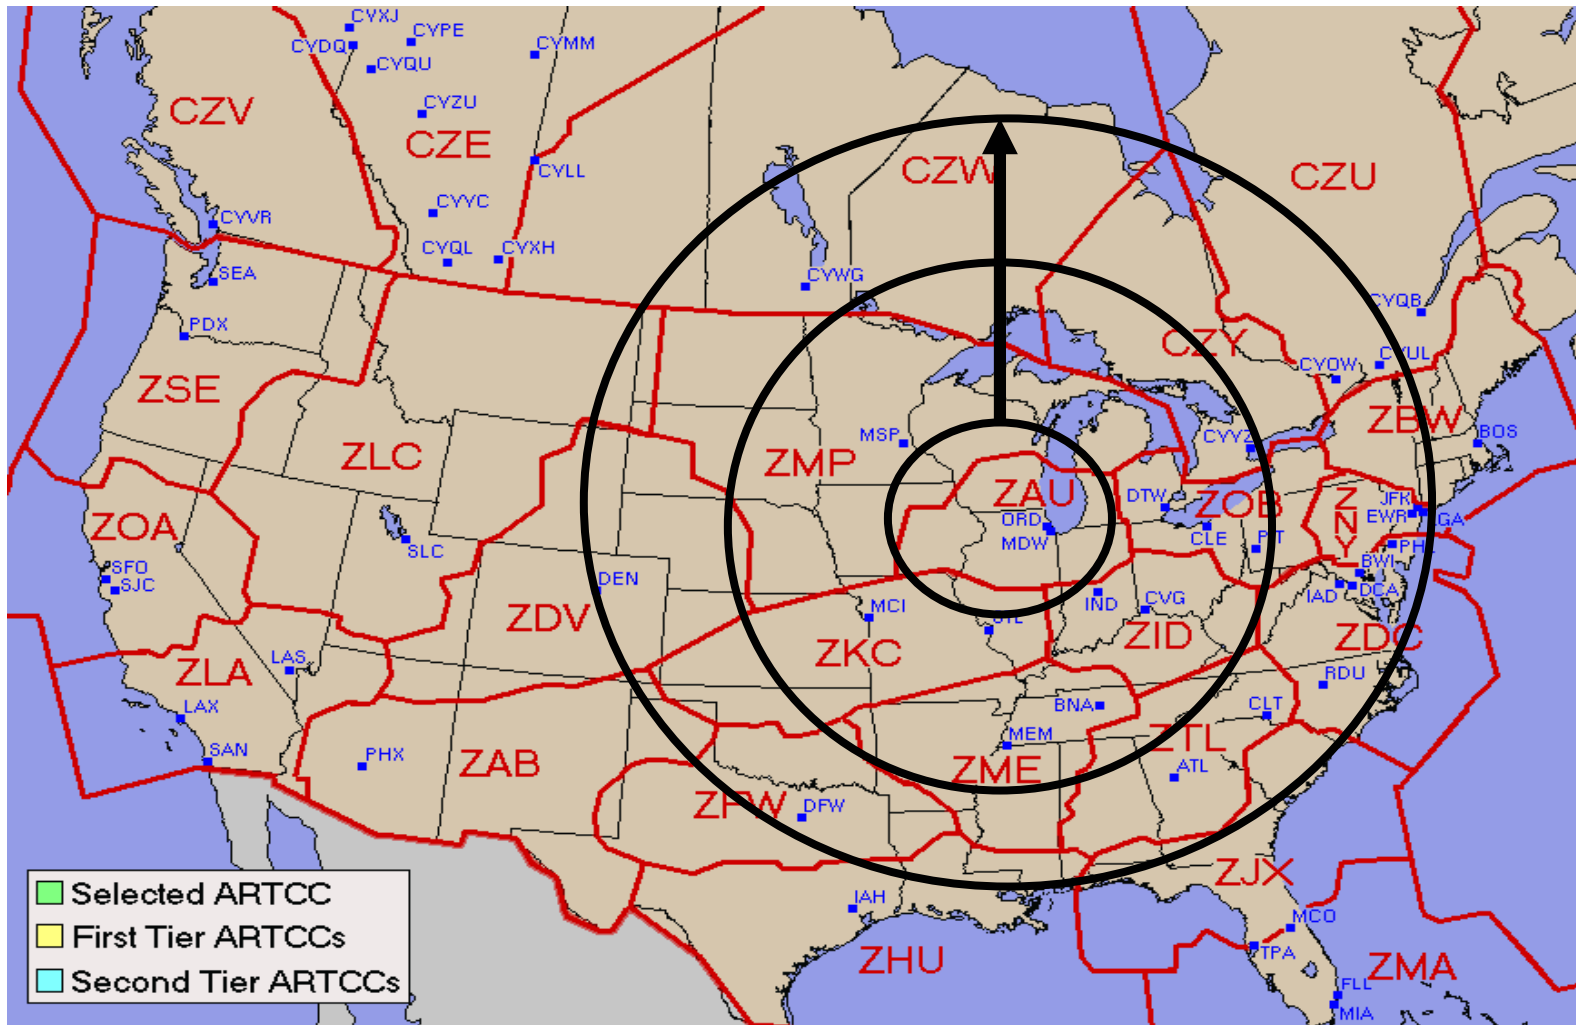 CYXJ
CYPE
CYDQ
CYMM
CYQU
CYZU
CZV
CZE
CYLL
CZW
CZU
CYYC
CYVR
CYQL
CYXH
SEA
CYWG
CYQB
PDX
CZY
CYUL
CYOW
ZSE
ZBW
MSP
CYYZ
BOS
ZLC
ZMP
ZAU
DTW
ZOB
ZNY
JFK
EWR
LGA
ZOA
ORD
MDW
CLE
PIT
SLC
PHL
BWI
SFO
SJC
DEN
IAD
DCA
MCI
IND
CVG
ZDV
STL
ZID
ZDC
ZKC
LAS
ZLA
RDU
LAX
BNA
CLT
SAN
MEM
ZTL
PHX
ZAB
ZME
ATL
ZFW
DFW
ZJX
IAH
MCO
TPA
ZHU
ZMA
FLL
MIA
Selected ARTCC
First Tier ARTCCs
Second Tier ARTCCs